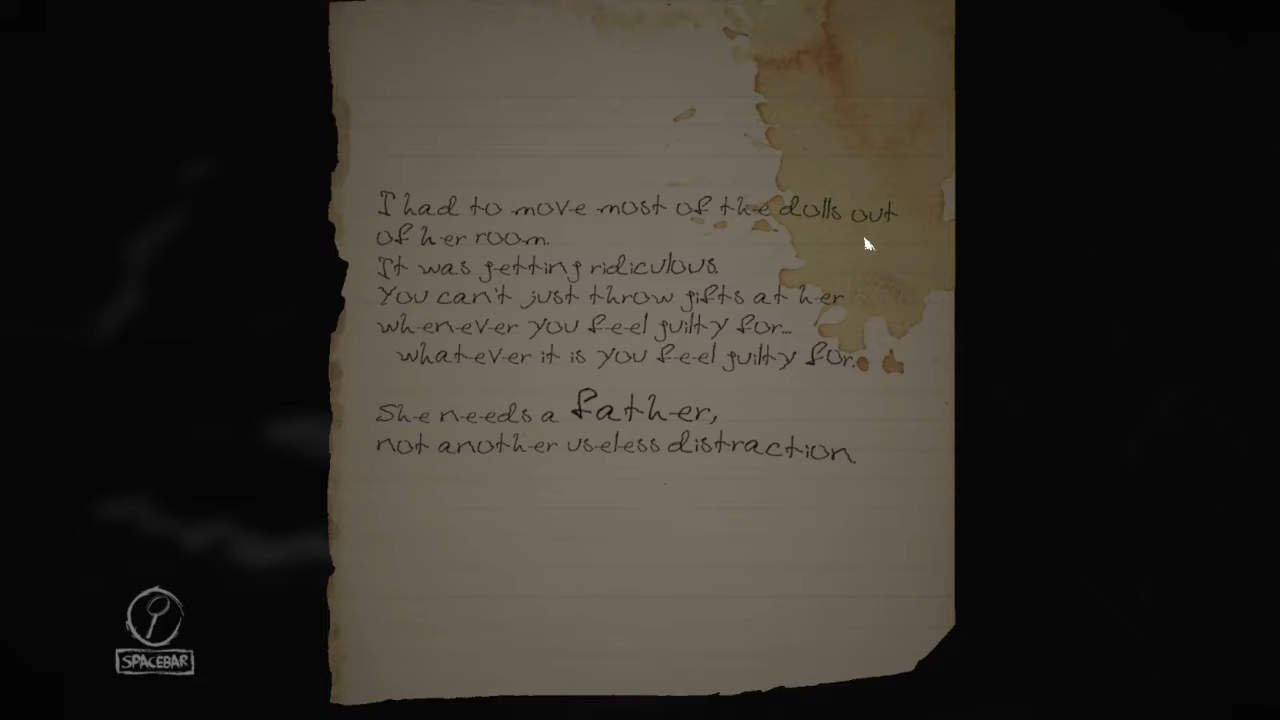 I had to move most of the dolls out
of her room.
It was getting ridiculous.
You can't just throw gifts at her
whenever you feel guilty for...
whatever it is you feel guilty for.
She needs a father,
not another useless distraction.
SPACEBAR